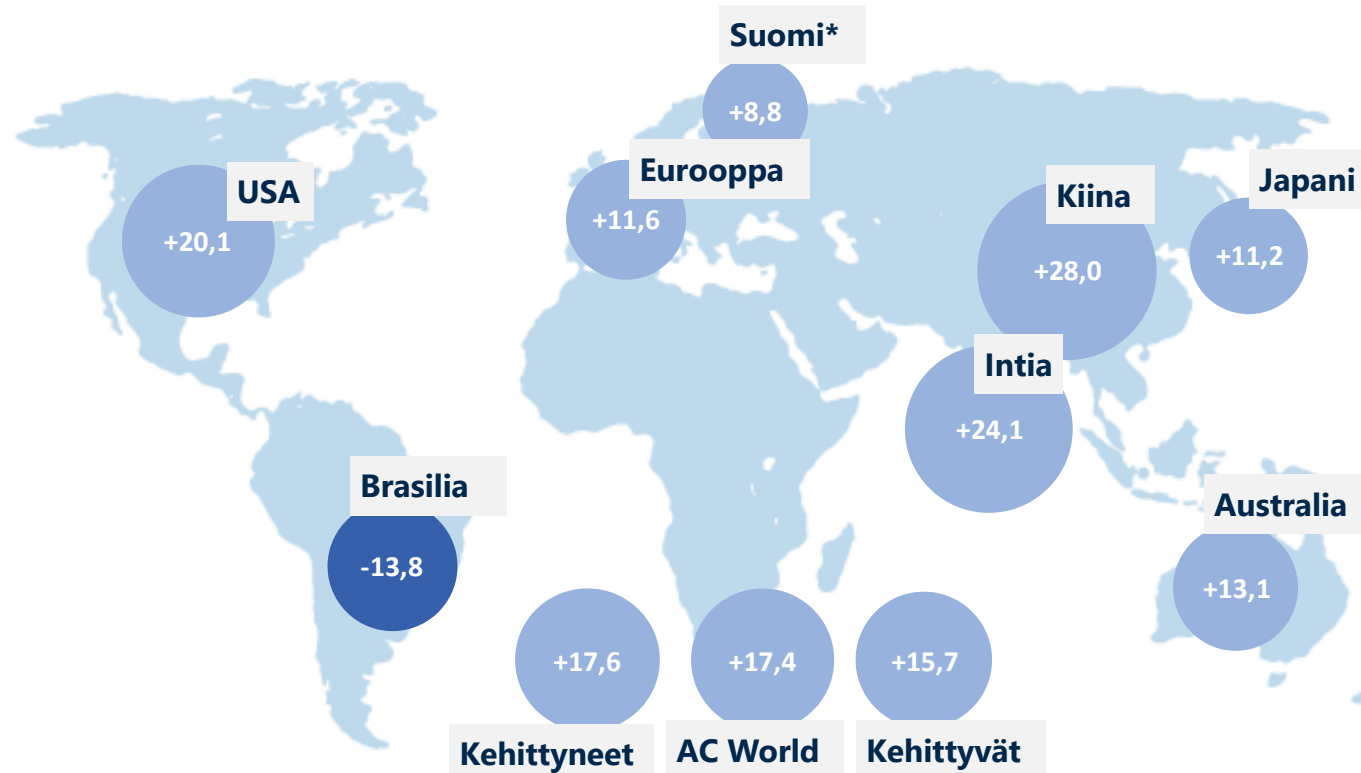 Suomi*
+8,8
Eurooppa
+11,6
USA
+20,1
Kiina
+28,0
Japani
+11,2
Intia
+24,1
Brasilia
-13,8
Australia
+13,1
+17,6
Kehittyneet
+17,4
AC World
+15,7
Kehittyvät